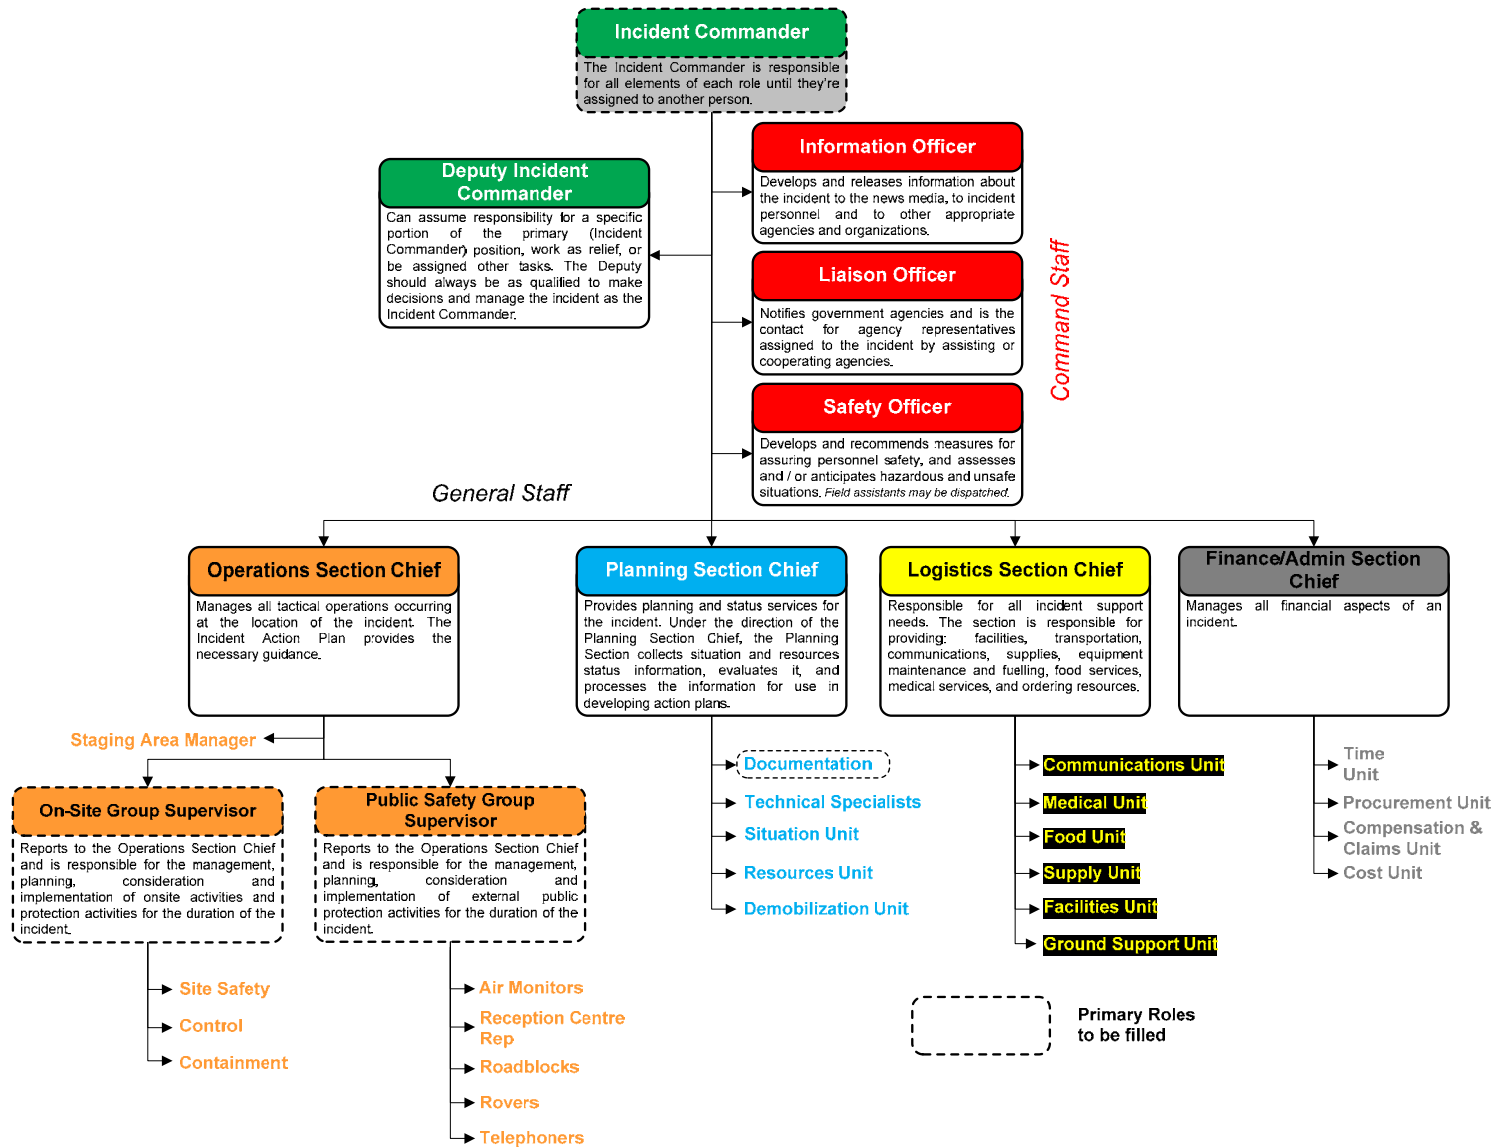 Incident Commander
The Incident Commander is responsible
for all elements of each role until they're
assigned to another person.
Information Officer
Develops and releases information about
the incident to the news media, to incident
personnel and to other appropriate
agencies and organizations.
Deputy Incident
Commander
Can assume responsibility for a specific
portion of the primary (Incident
Commander) position, work as relief, or
be assigned other tasks. The Deputy
should always be as qualified to make
decisions and manage the incident as the
Incident Commander.
Liaison Officer
Notifies government agencies and is the
contact for agency representatives
assigned to the incident by assisting or
cooperating agencies.
Command Staff
Safety Officer
Develops and recommends measures for
assuring personnel safety, and assesses
and / or anticipates hazardous and unsafe
situations. Field assistants may be dispatched.
General Staff
Operations Section Chief
Manages all tactical operations occurring
at the location of the incident. The
Incident Action Plan provides the
necessary guidance.
Planning Section Chief
Provides planning and status services for
the incident. Under the direction of the
Planning Section Chief, the Planning
Section collects situation and resources
status information, evaluates it, and
processes the information for use in
developing action plans.
Logistics Section Chief
Responsible for all incident support
needs. The section is responsible for
providing: facilities, transportation,
communications, supplies, equipment
maintenance and fuelling, food services,
medical services, and ordering resources.
Finance/Admin Section
Chief
Manages all financial aspects of an
incident.
Staging Area Manager
On-Site Group Supervisor
Reports to the Operations Section Chief
and is responsible for the management,
planning, consideration and
implementation of onsite activities and
protection activities for the duration of the
incident.
Site Safety
Control
Containment
Public Safety Group
Supervisor
Reports to the Operations Section Chief
and is responsible for the management,
planning, consideration and
implementation of external public
protection activities for the duration of the
incident.
Air Monitors
Reception Centre
Rep
Roadblocks
Rovers
Telephoners
Documentation
Technical Specialists
Situation Unit
Resources Unit
Demobilization Unit
Communications Unit
Medical Unit
Food Unit
Supply Unit
Facilities Unit
Ground Support Unit
Time
Unit
Procurement Unit
Compensation &
Claims Unit
Cost Unit
Primary Roles
to be filled